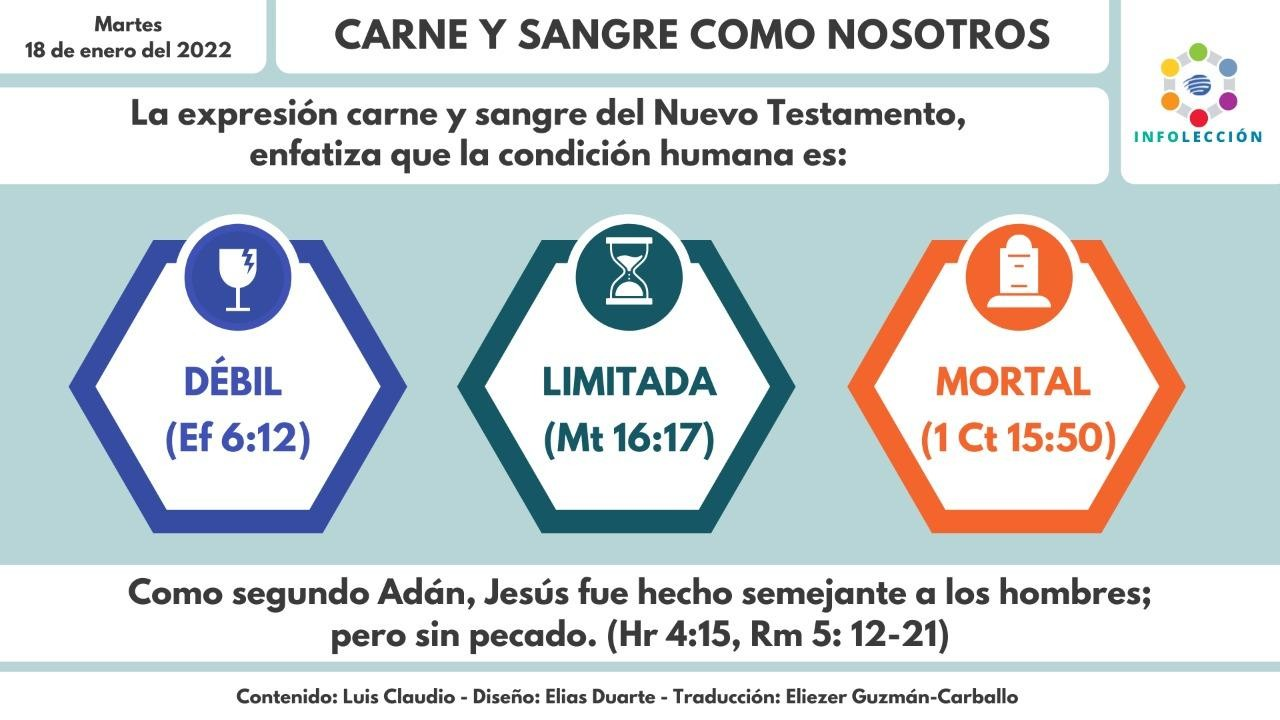 Martes
18 de enero del 2022
CARNE Y SANGRE COMO NOSOTROS
INFOLECCIÓN
La expresión carne y sangre del Nuevo Testamento,
enfatiza que la condición humana es:
DÉBIL
(Ef 6:12)
LIMITADA
(Mt 16:17)
MORTAL
(1 Ct 15:50)
Como segundo Adán, Jesús fue hecho semejante a los hombres;
pero sin pecado. (Hr 4:15, Rm 5: 12-21)
Contenido: Luis Claudio - Diseño: Elias Duarte - Traducción: Eliezer Guzmán-Carballo